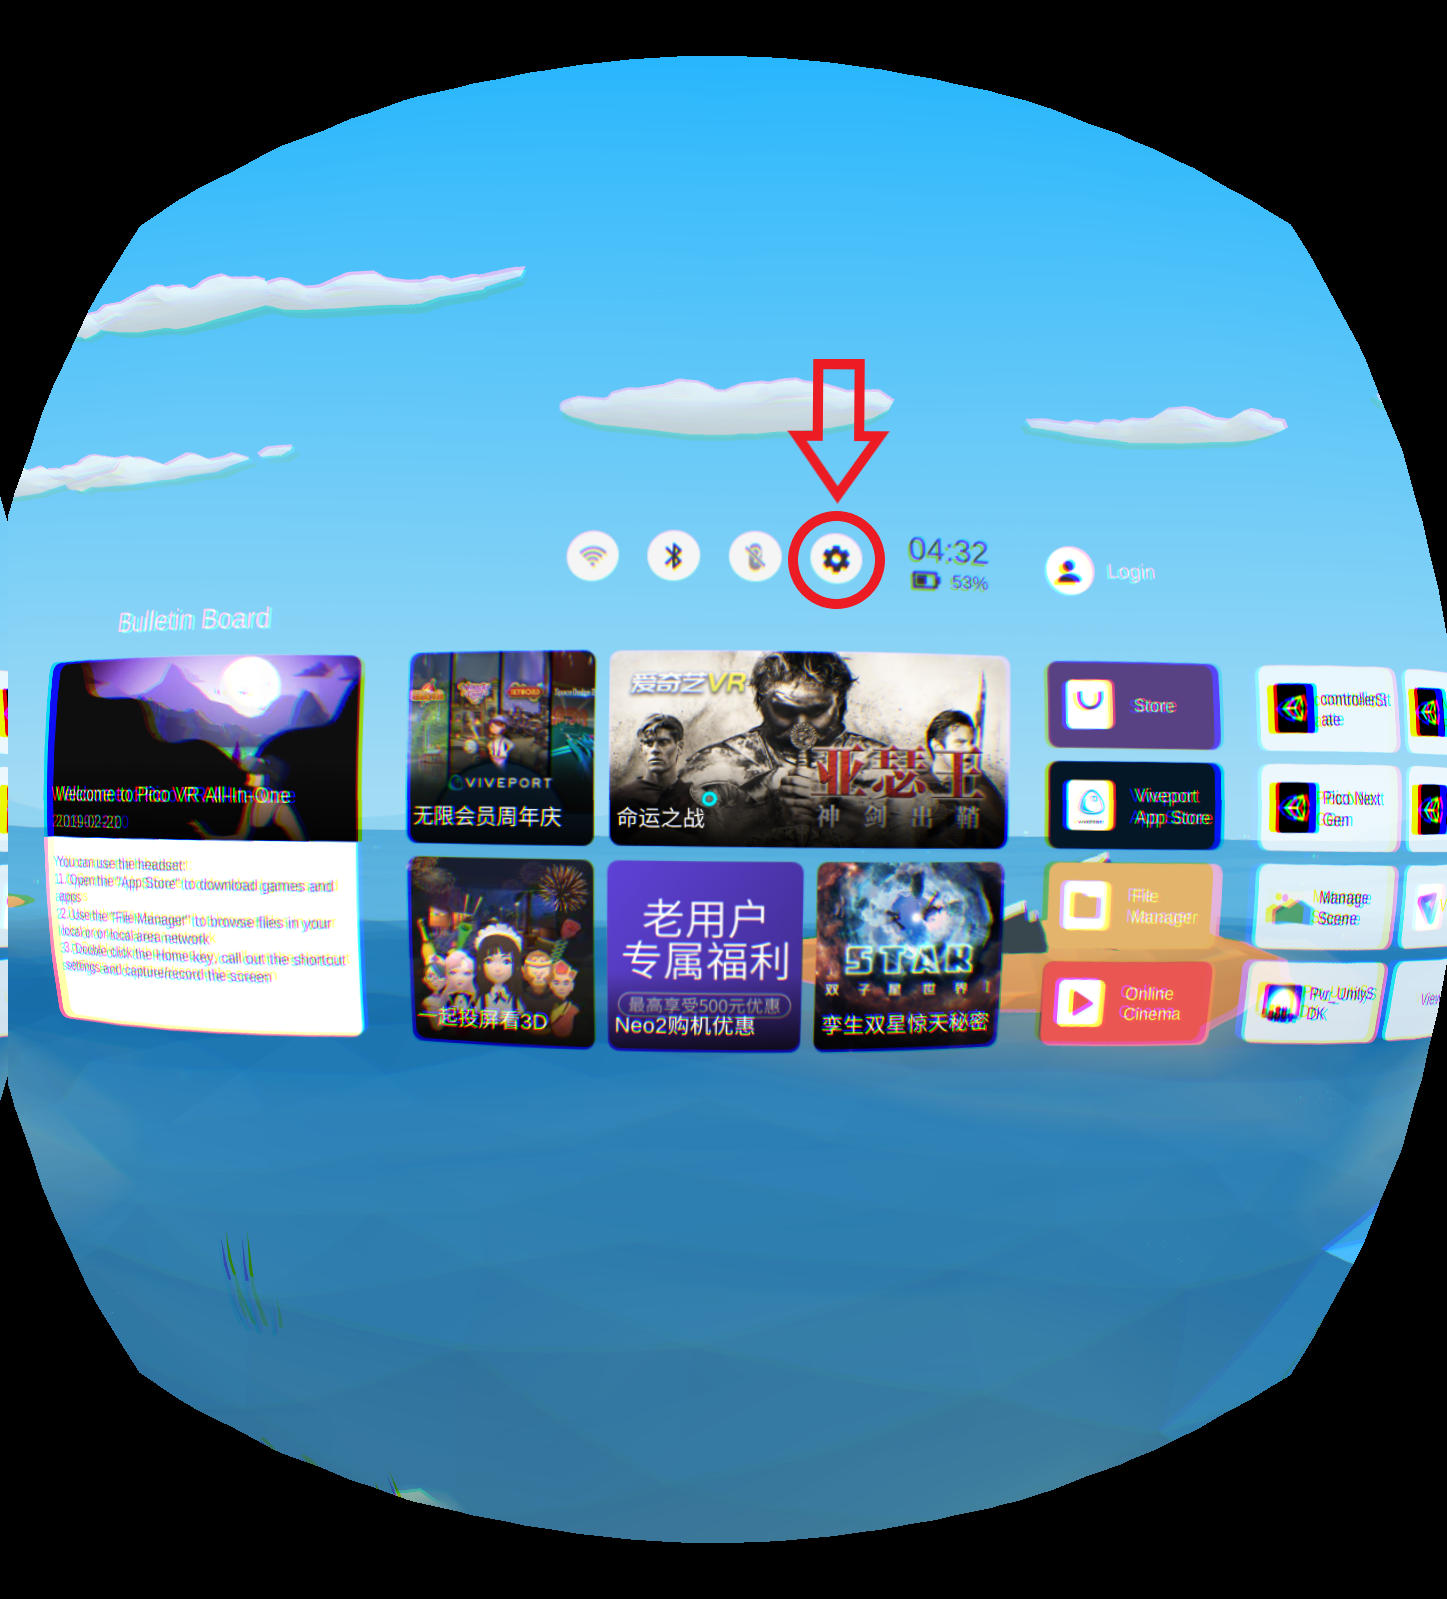 04:32
53%
Login
Bulletin Board
Welcome to Pico VR All-In-One
2019-02-20
You can use the headset:
1. Open the "App Store" to download games and
apps
2. Use the "File Manager" to browse files in your
local or or local area network
3. Double click the Home key, call out the shortcut
settings and capture/record the screen
VIVEPORT
无限会员周年庆
爱奇艺VR
亚瑟王
神剑出鞘
命运之战
一起投屏看3D
老用户
专属福利
最高享受500元优惠
Neo2购机优惠
STAR
双子星世界
孪生双星惊天秘密
Store
Viveport
App Store
File
Manager
Online
Cinema
controllerSt
ate
Pico Next
Gen
Manage
Scene
Pvr_UnityS
DK
View